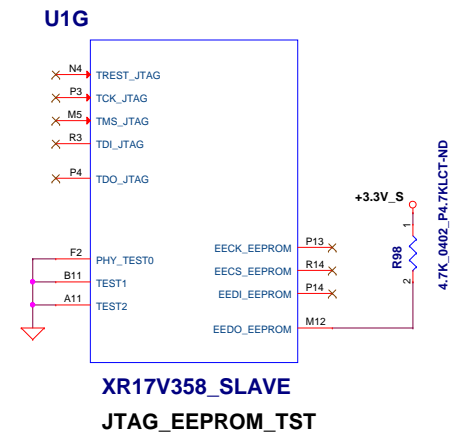 U1G
N4 TREST_JTAG
P3 TCK_JTAG
M5 TMS_JTAG
R3 TDI_JTAG
P4 TDO_JTAG
F2 PHY_TEST0
B11 TEST1
A11 TEST2
EECK_EEPROM P13
EECS_EEPROM R14
EEDI_EEPROM P14
EEDO_EEPROM M12
+3.3V_S
1
R98
2
4.7K_0402_P4.7KLCT-ND
XR17V358_SLAVE
JTAG_EEPROM_TST